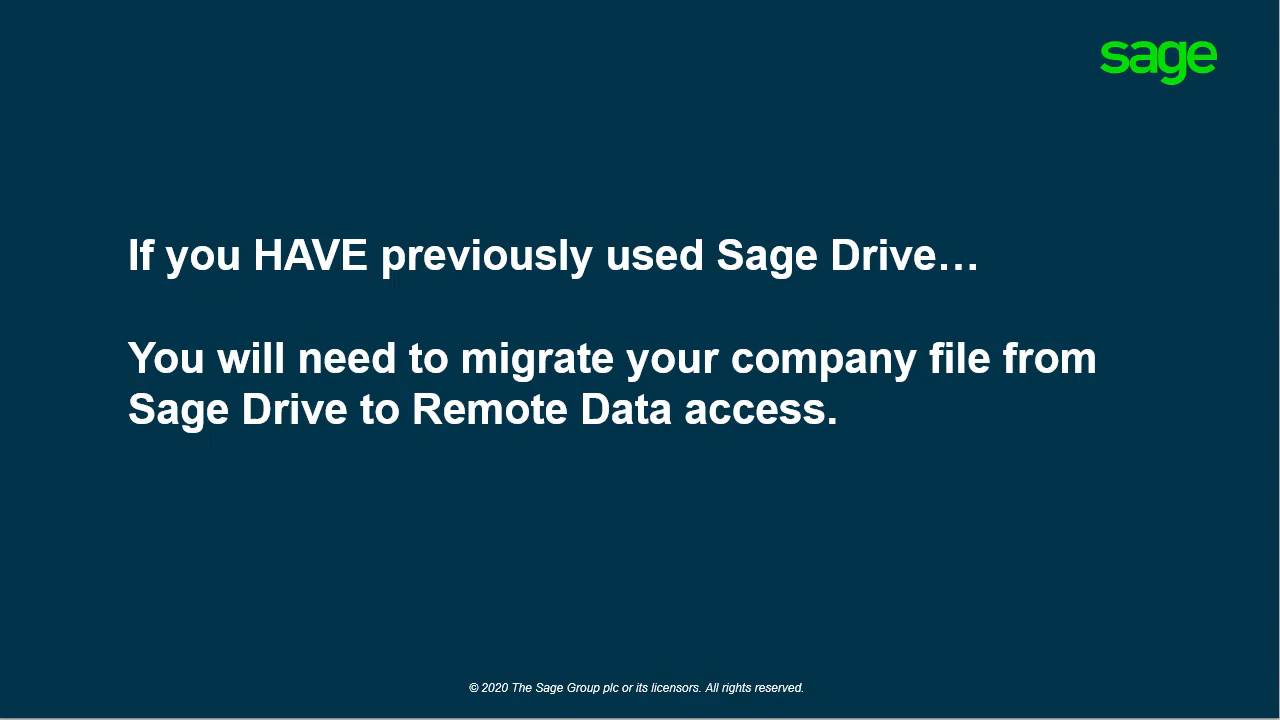 sage
If you HAVE previously used Sage Drive…
You will need to migrate your company file from
Sage Drive to Remote Data access.
© 2020 The Sage Group plc or its licensors. All rights reserved.